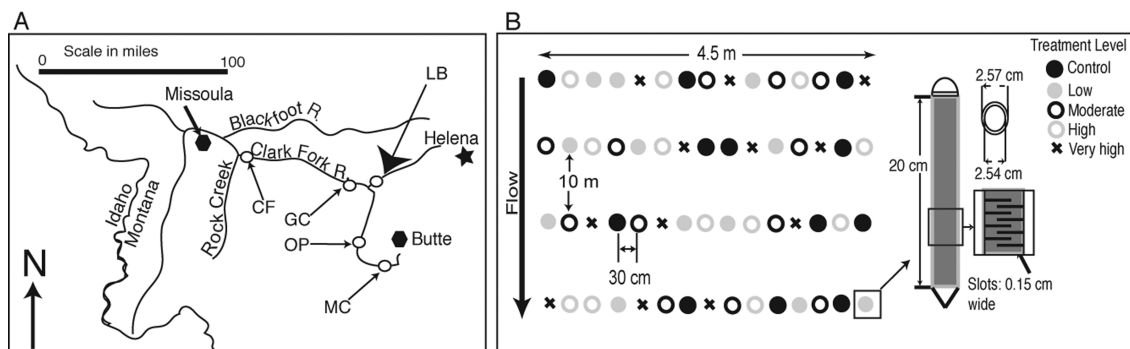 A
Scale in miles
0
100
Missoula
LB
Blackfoot R.
Helena
Clark Fork R.
Idaho
Montana
Rock Creek
CF
GC
OP
Butte
MC
N
B
4.5 m
Flow
10 m
30 cm
Treatment Level
Control
Low
Moderate
High
Very high
2.57 cm
20 cm
2.54 cm
Slots: 0.15 cm
wide